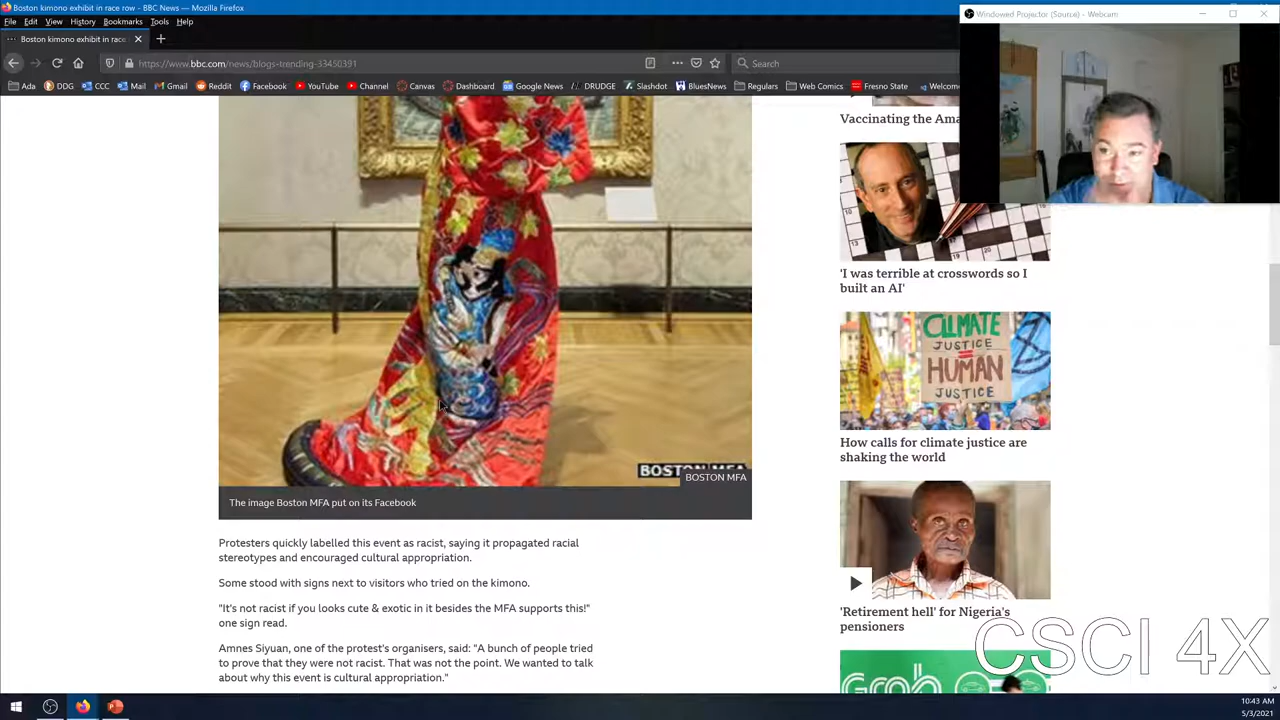 Boston kimono exhibit in race row - BBC News — Mozilla Firefox
File Edit View History Bookmarks Tools Help
Boston kimono exhibit in race
https://www.bbc.com/news/blogs-trending-33450391
Search
Ada DDG CCC Mail Gmail Reddit Facebook YouTube Channel Canvas Dashboard Google News DRUDGE Slashdot BluesNews Regulars Web Comics Fresno State Welcome
Windowed Projector (Source) - Webcam
BOSTON MFA
BOSTON MFA
The image Boston MFA put on its Facebook
Protesters quickly labelled this event as racist, saying it propagated racial
stereotypes and encouraged cultural appropriation.
Some stood with signs next to visitors who tried on the kimono.
"It's not racist if you looks cute & exotic in it besides the MFA supports this!"
one sign read.
Amnes Siyuan, one of the protest's organisers, said: "A bunch of people tried
to prove that they were not racist. That was not the point. We wanted to talk
about why this event is cultural appropriation."
Vaccinating the Ama
'I was terrible at crosswords so I
built an AI'
CLIMATE
JUSTICE
=
HUMAN
JUSTICE
How calls for climate justice are
shaking the world
'Retirement hell' for Nigeria's
pensioners
Grab
CSCI 4X
10:43 AM
5/3/2021